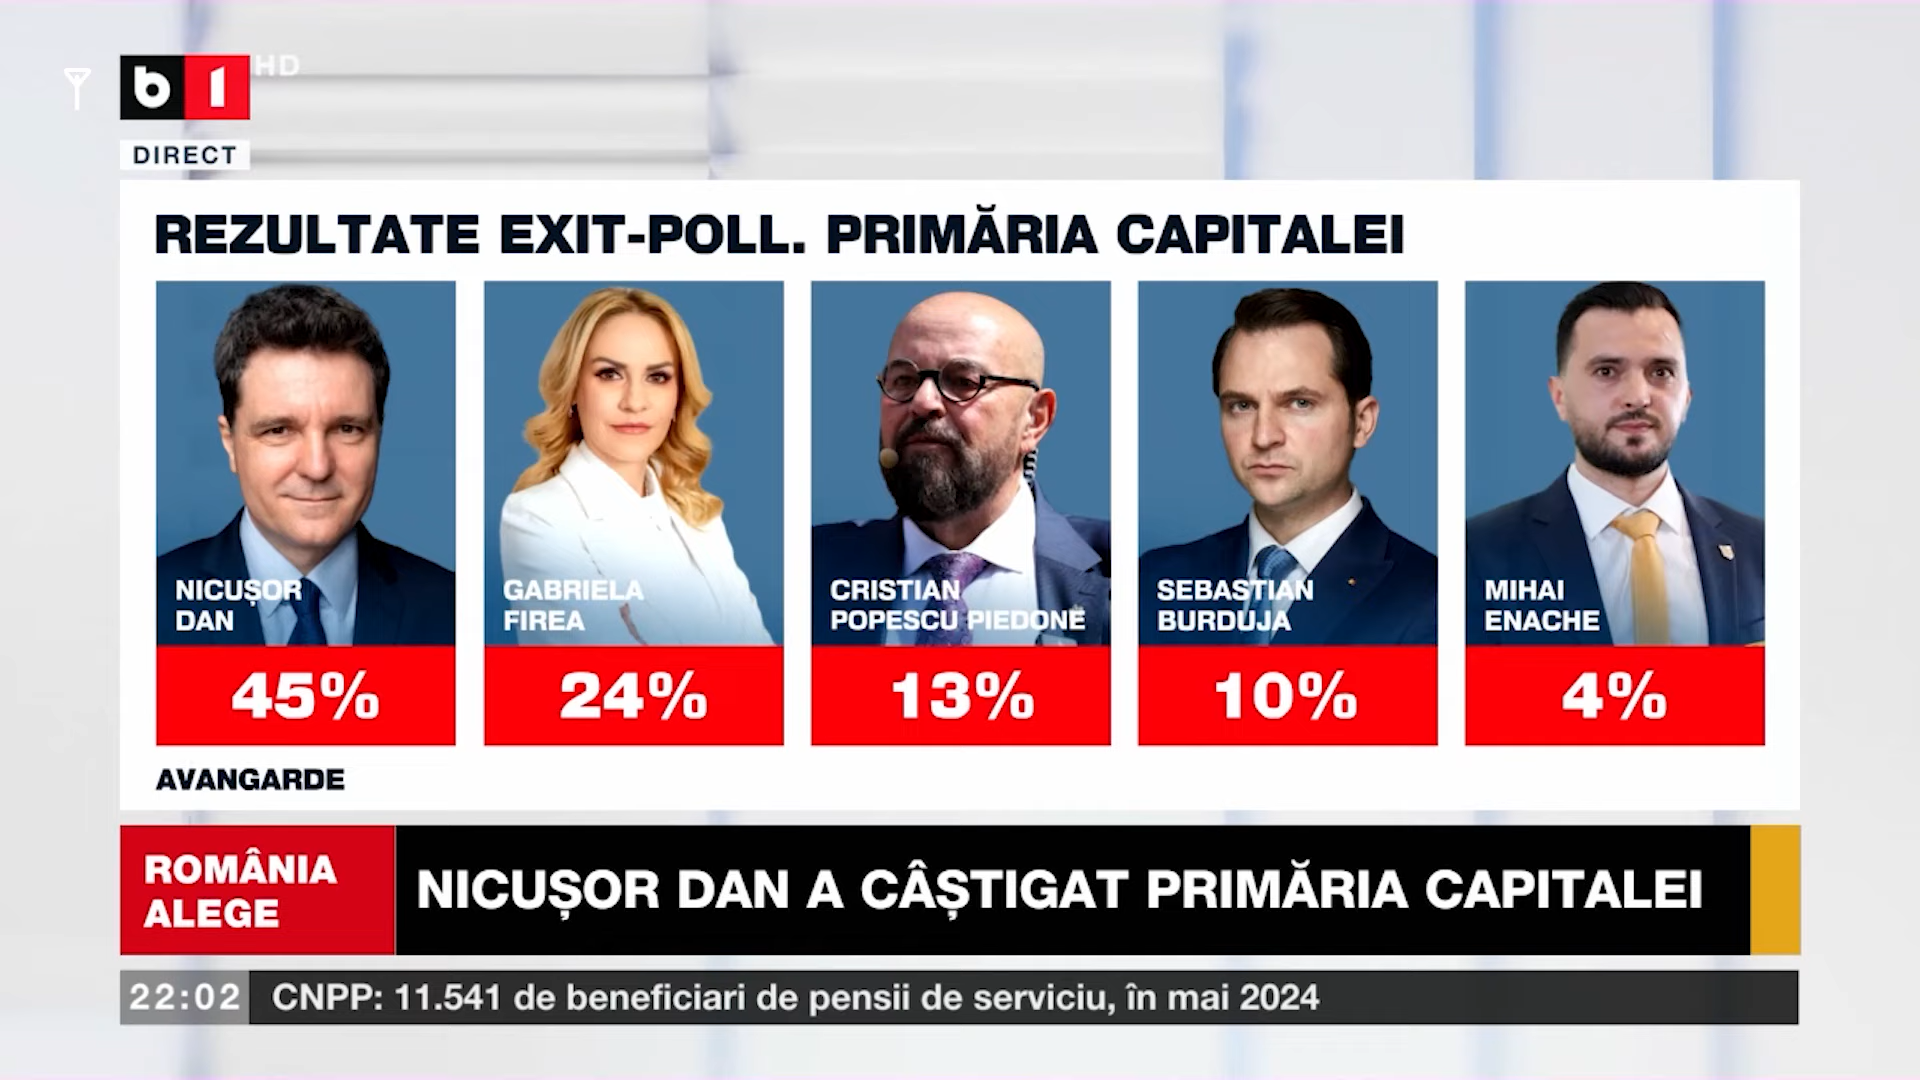 b1 HD
DIRECT
REZULTATE EXIT-POLL. PRIMĂRIA CAPITALEI
NICUȘOR
DAN
45%
GABRIELA
FIREA
24%
CRISTIAN
POPESCU PIEDONE
13%
SEBASTIAN
BURDUJA
10%
MIHAI
ENACHE
4%
AVANGARDE
ROMÂNIA
ALEGE
NICUȘOR DAN A CÂȘTIGAT PRIMĂRIA CAPITALEI
22:02 CNPP: 11.541 de beneficiari de pensii de serviciu, în mai 2024